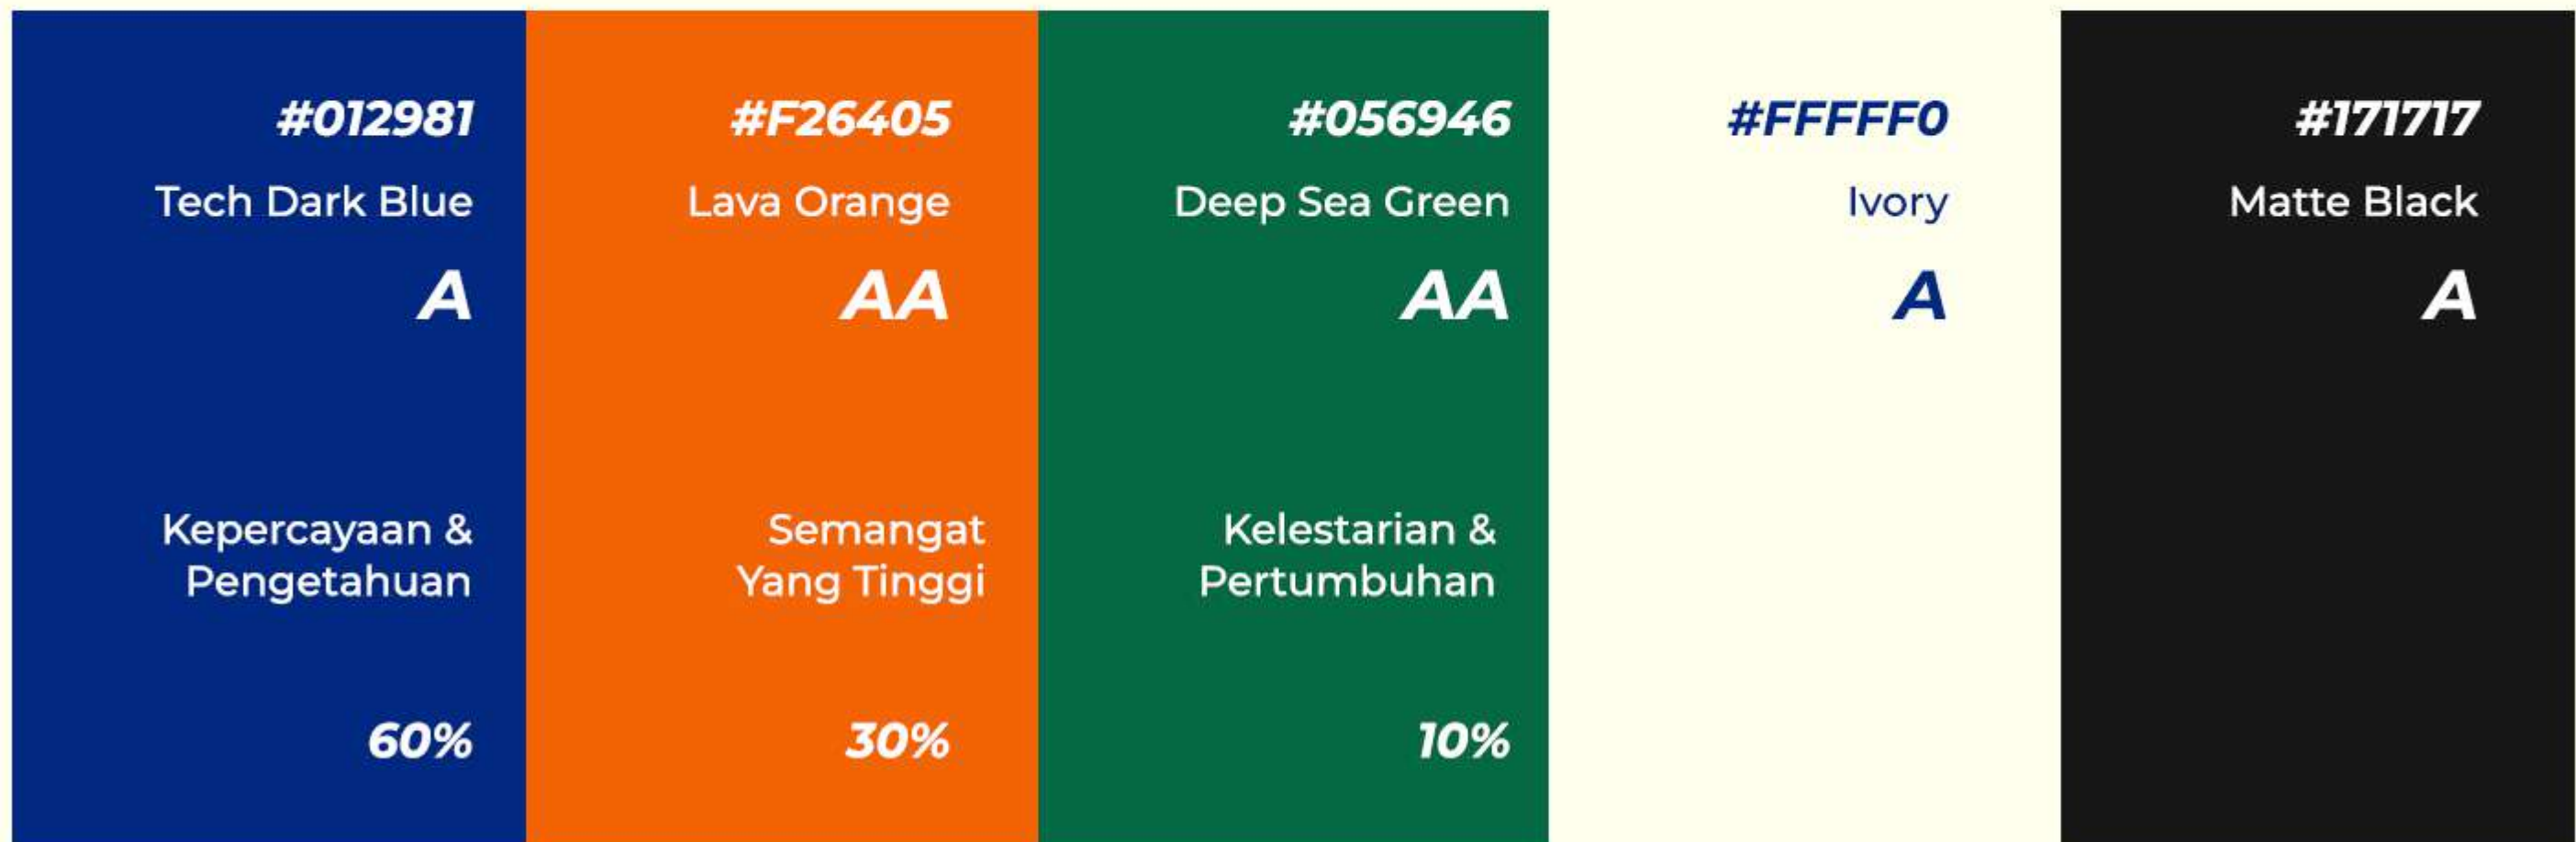 #012981
Tech Dark Blue
A
Kepercayaan &
Pengetahuan
60%
#F26405
Lava Orange
AA
Semangat
Yang Tinggi
30%
#056946
Deep Sea Green
AA
Kelestarian &
Pertumbuhan
10%
#FFFFF0
Ivory
A
#171717
Matte Black
A